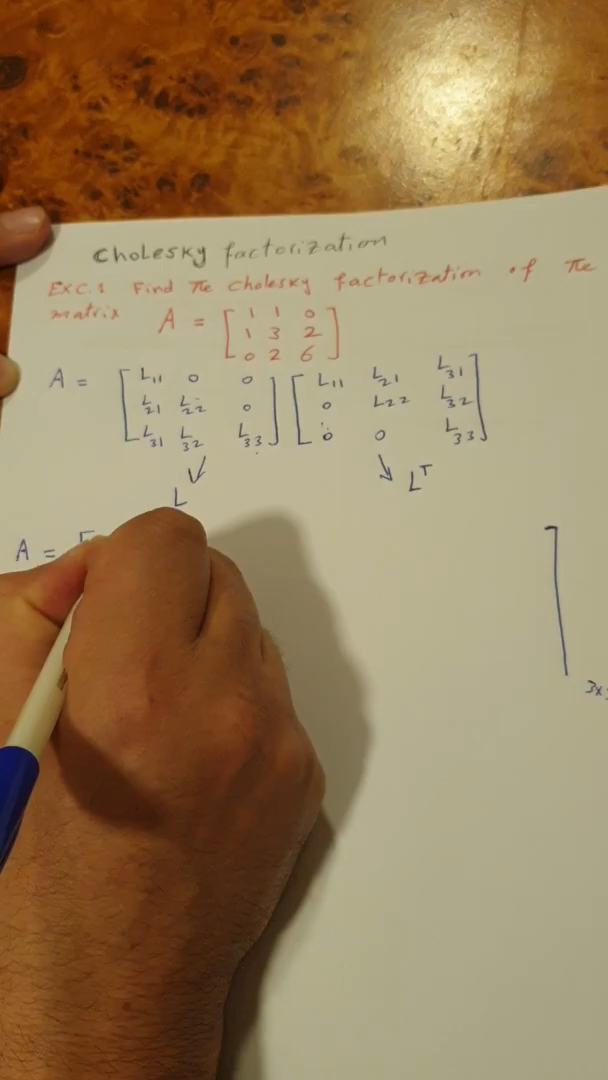 Cholesky factorization
Exc.1 Find The Cholesky factorization of The
matrix A = [ 1 1 0
1 3 2
0 2 6 ]
A = [ L11 0 0 ] [ L11 L21 L31 ]
[ L21 L22 0 ] [ 0 L22 L32 ]
[ L31 L32 L33 ] [ 0 0 L33 ]
L LT
A = [ ]